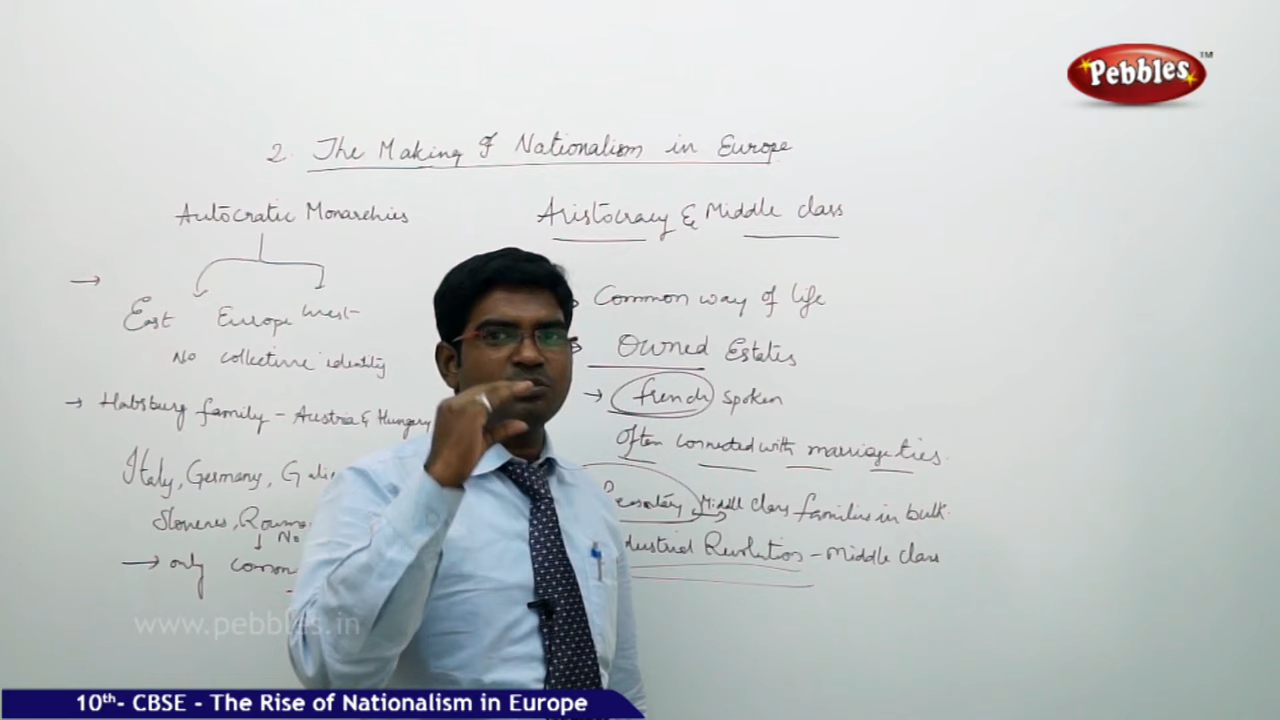 Pebbles TM
2. The Making of Nationalism in Europe
Autocratic Monarchies
East Europe West
No collective identity
→ Habsburg family - Austria & Hungary
Italy, Germany,
Slovenes,
No
→ only
Aristocracy & Middle class
Common way of life
Owned Estates
→ french spoken
Often connected with marriage ties.
Middle class families in bulk.
Revolution - Middle class
www.pebbles.in
10th- CBSE - The Rise of Nationalism in Europe